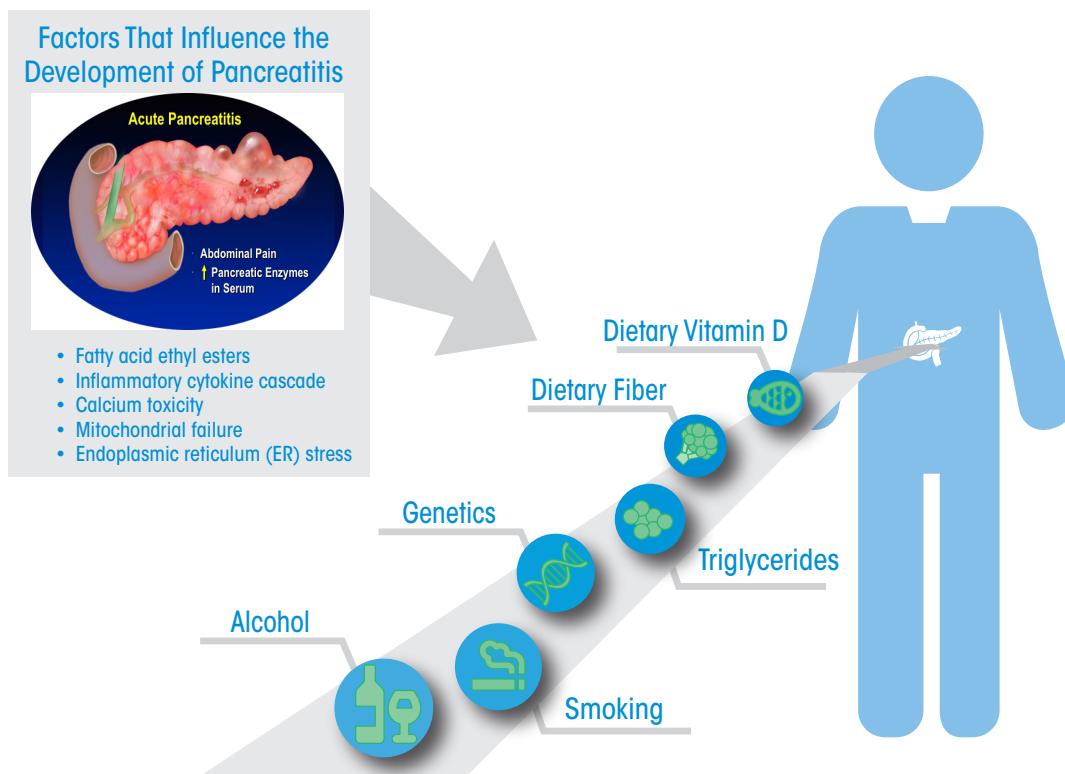 Factors That Influence the
Development of Pancreatitis
Acute Pancreatitis
Abdominal Pain
↑ Pancreatic Enzymes
in Serum
• Fatty acid ethyl esters
• Inflammatory cytokine cascade
• Calcium toxicity
• Mitochondrial failure
• Endoplasmic reticulum (ER) stress
Dietary Vitamin D
Dietary Fiber
Genetics
Triglycerides
Alcohol
Smoking